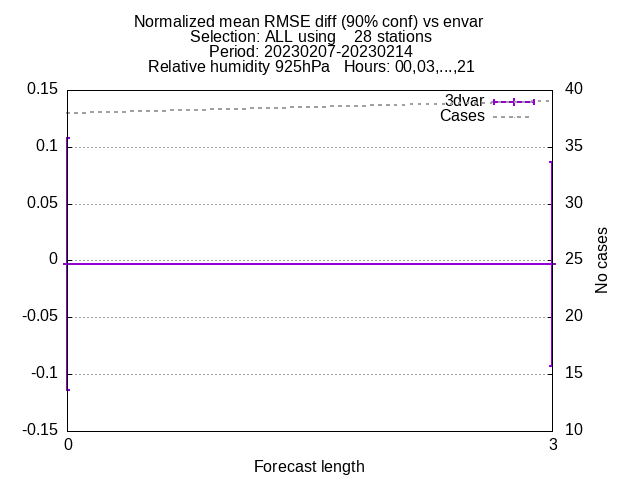 Normalized mean RMSE diff (90% conf) vs envar
Selection: ALL using    28 stations
Period: 20230207-20230214
Relative humidity 925hPa   Hours: 00,03,...,21
0.15
0.1
0.05
0
-0.05
-0.1
-0.15
40
35
30
25
20
15
10
3dvar
Cases
No cases
0
3
Forecast length